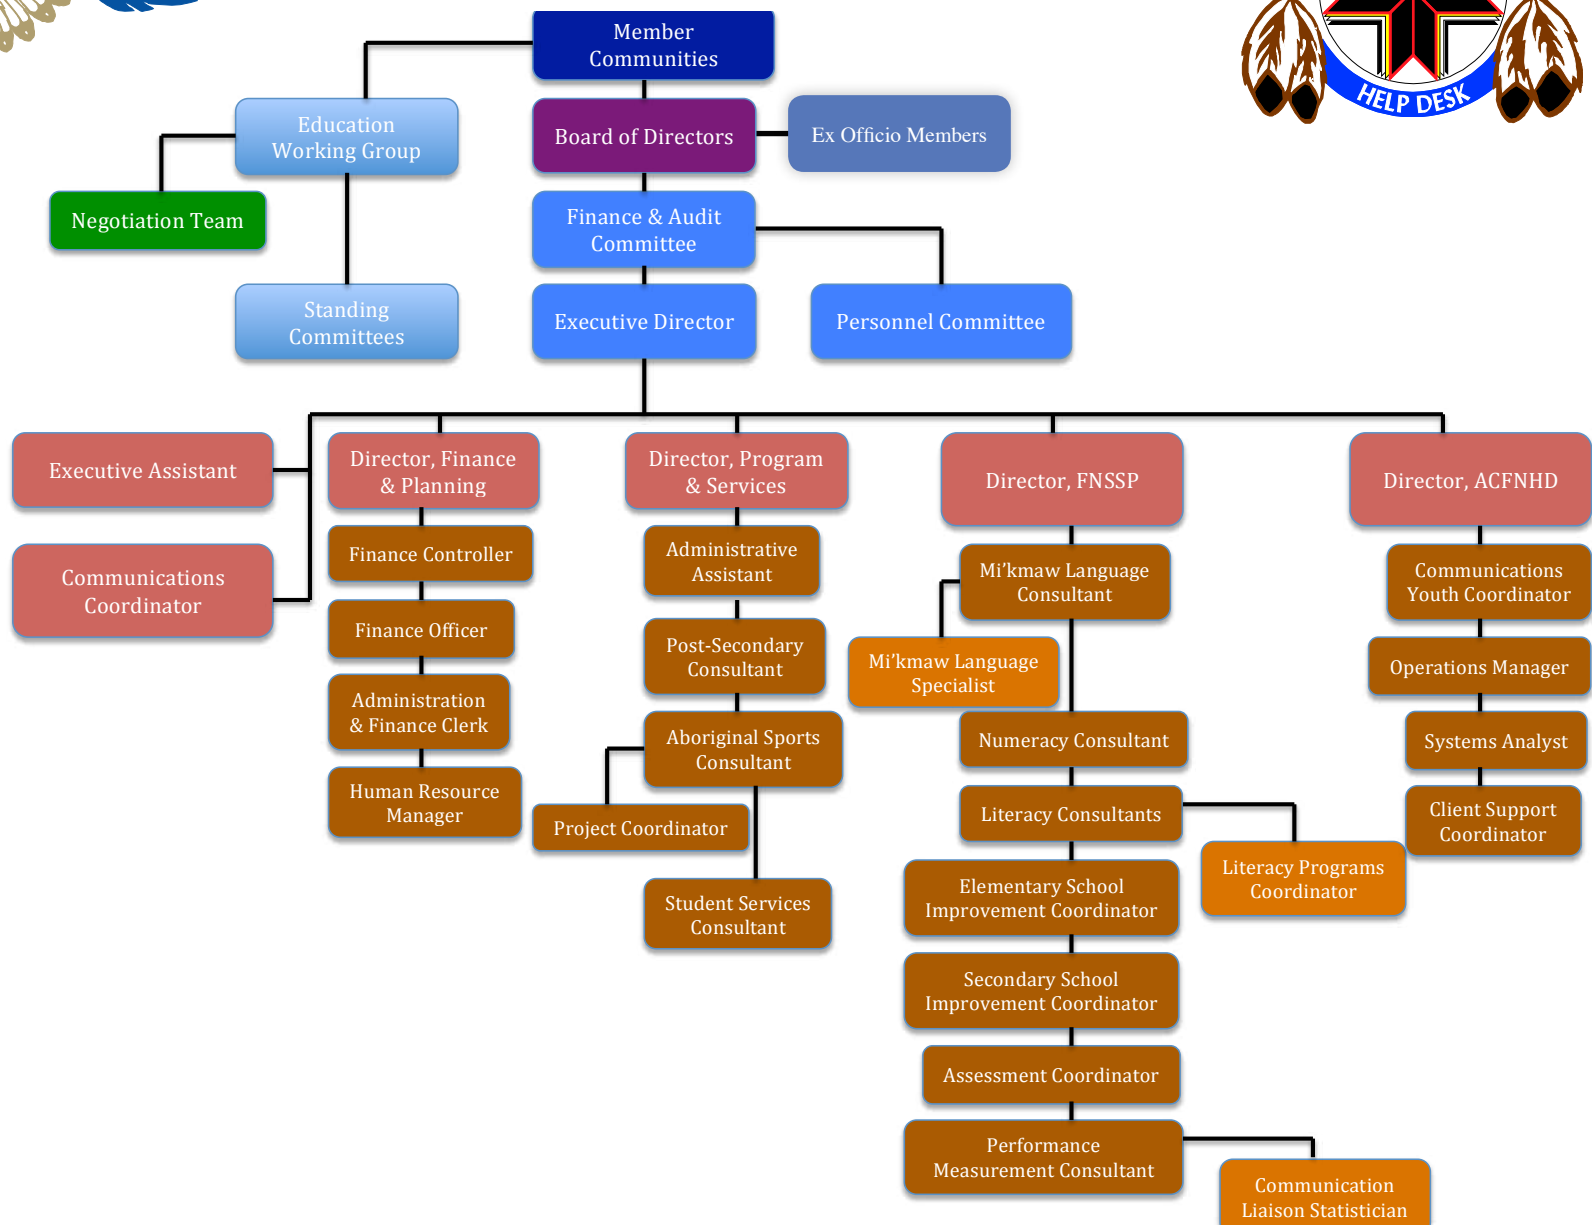 Member
Communities
HELP DESK
Education
Working Group
Board of Directors
Ex Officio Members
Negotiation Team
Finance & Audit
Committee
Standing
Committees
Executive Director
Personnel Committee
Executive Assistant
Director, Finance
& Planning
Director, Program
& Services
Director, FNSSP
Director, ACFNHD
Communications
Coordinator
Finance Controller
Finance Officer
Administration
& Finance Clerk
Human Resource
Manager
Administrative
Assistant
Post-Secondary
Consultant
Aboriginal Sports
Consultant
Project Coordinator
Student Services
Consultant
Mi’kmaw Language
Consultant
Mi’kmaw Language
Specialist
Numeracy Consultant
Literacy Consultants
Literacy Programs
Coordinator
Elementary School
Improvement Coordinator
Secondary School
Improvement Coordinator
Assessment Coordinator
Performance
Measurement Consultant
Communication
Liaison Statistician
Communications
Youth Coordinator
Operations Manager
Systems Analyst
Client Support
Coordinator